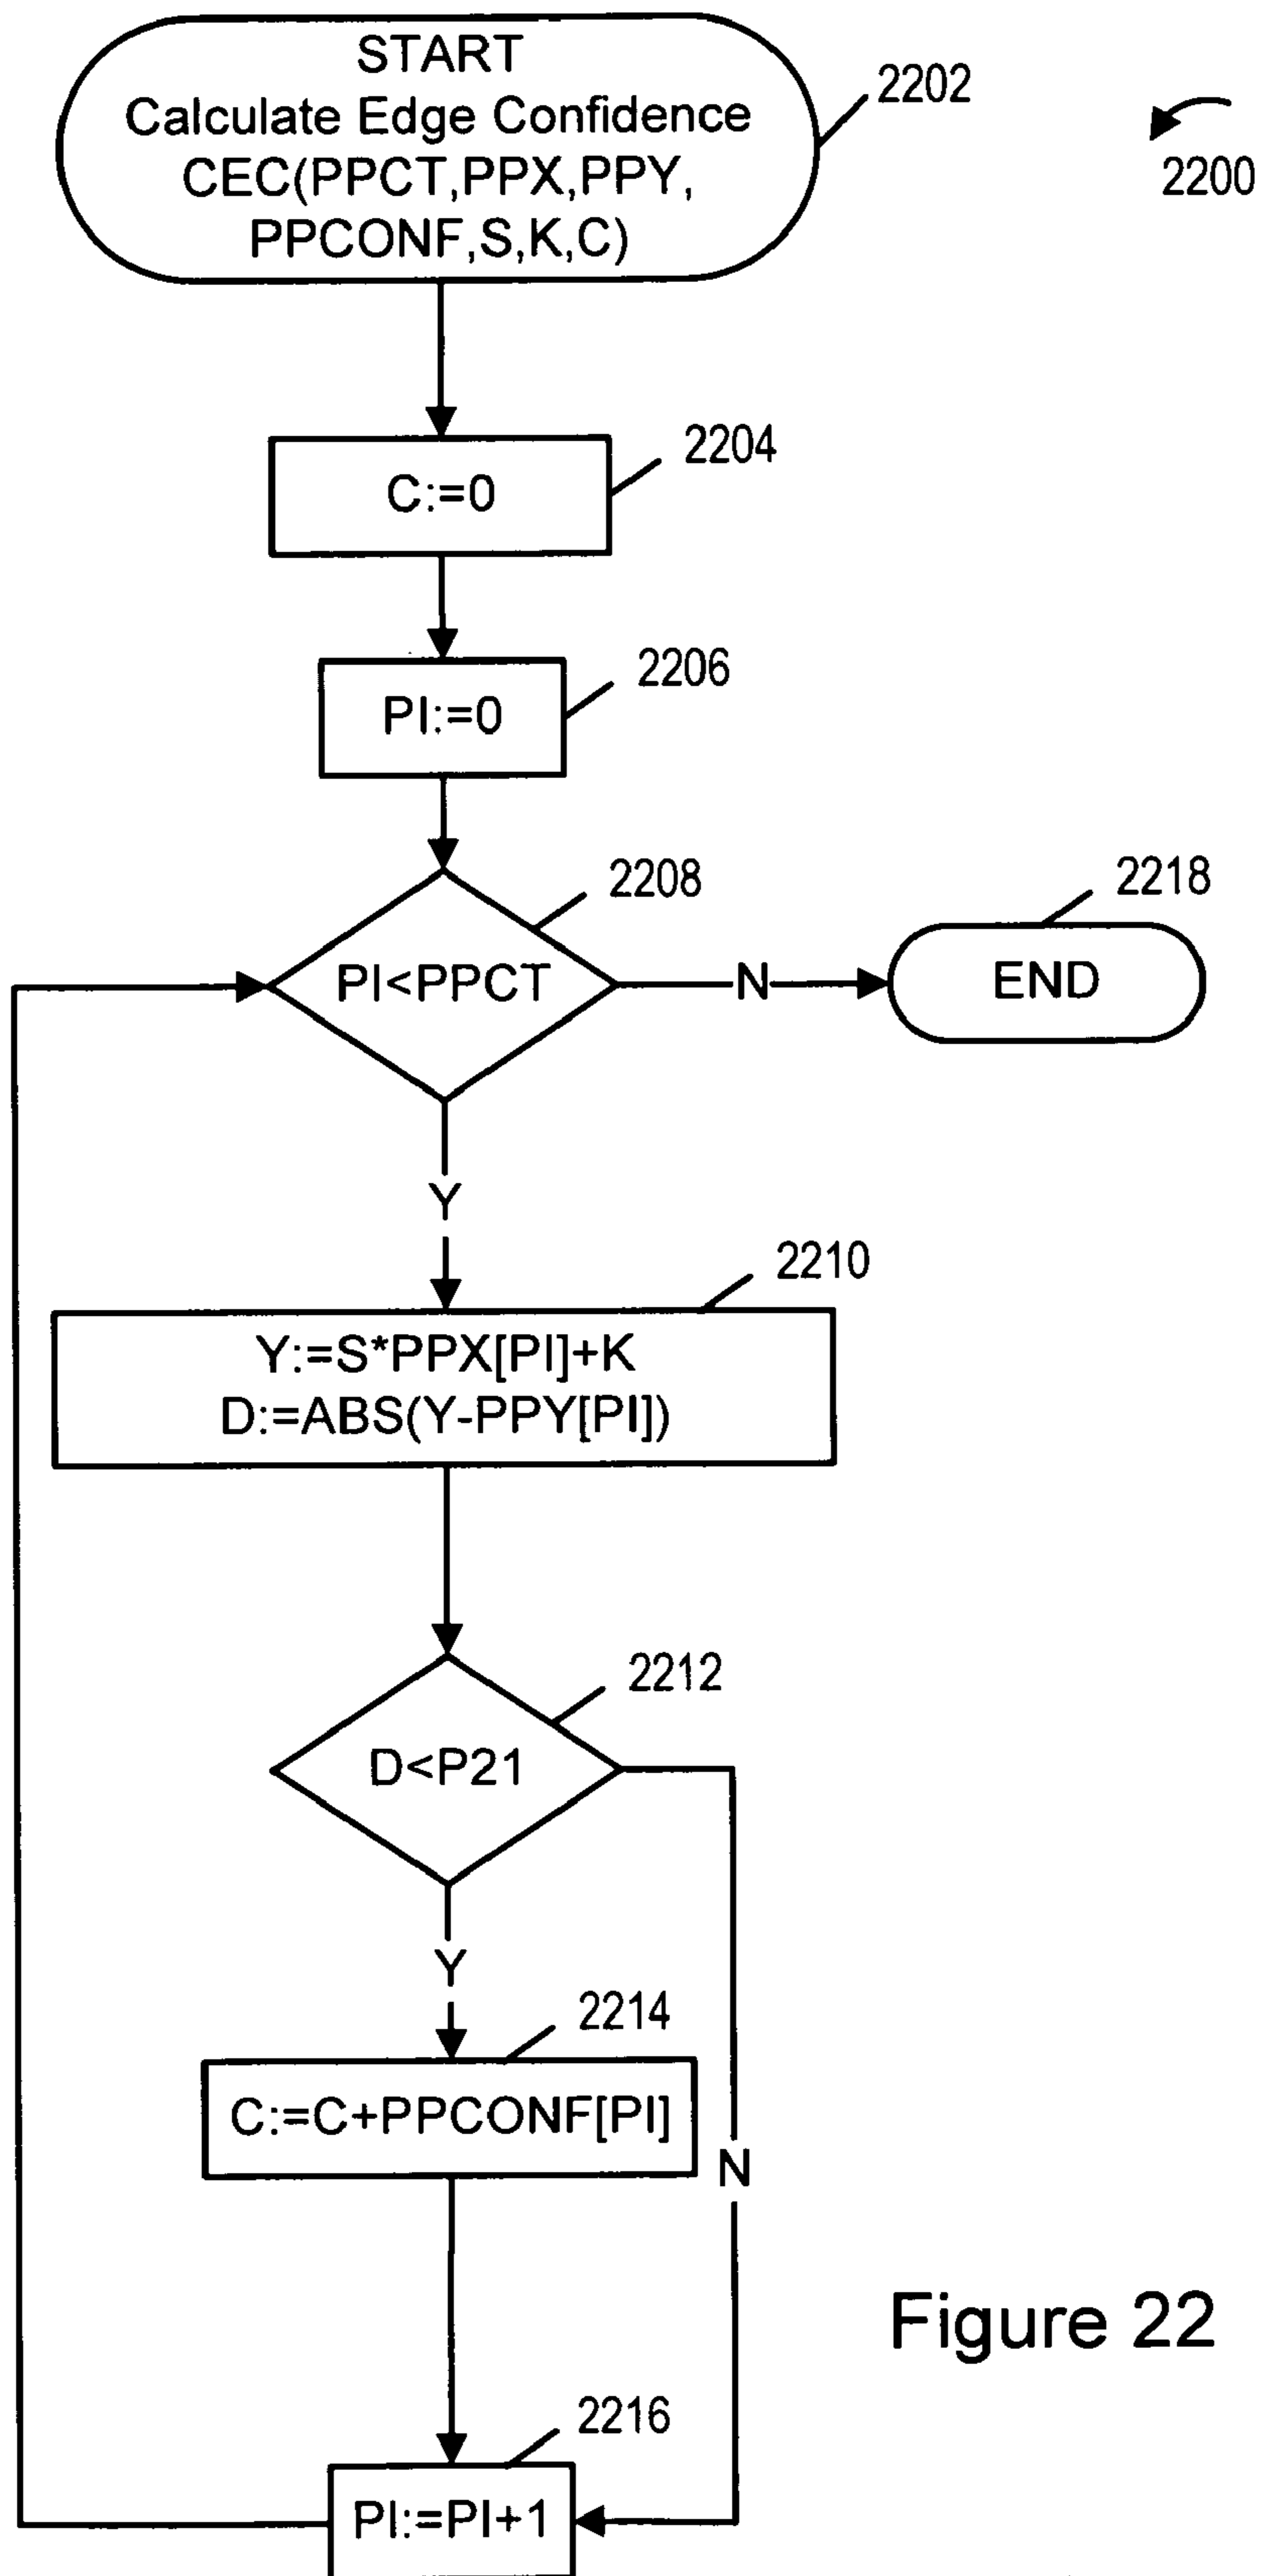 START
Calculate Edge Confidence
CEC(PPCT,PPX,PPY,
PPCONF,S,K,C)
2202
2200
C:=0
2204
PI:=0
2206
PI<PPCT
2208
N
END
2218
Y
2210
Y:=S*PPX[PI]+K
D:=ABS(Y-PPY[PI])
D<P21
2212
Y
2214
C:=C+PPCONF[PI]
N
Figure 22
2216
PI:=PI+1